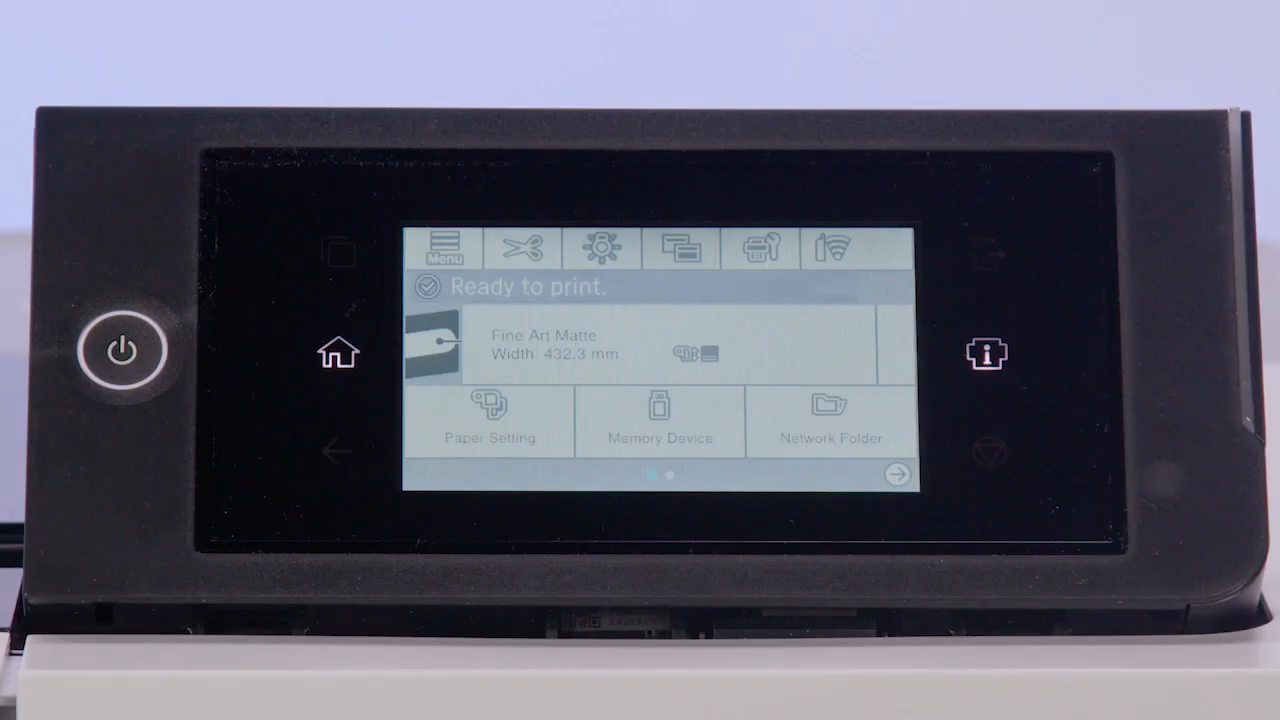 Menu
Ready to print.
Fine Art Matte
Width: 432.3 mm
Paper Setting
Memory Device
Network Folder